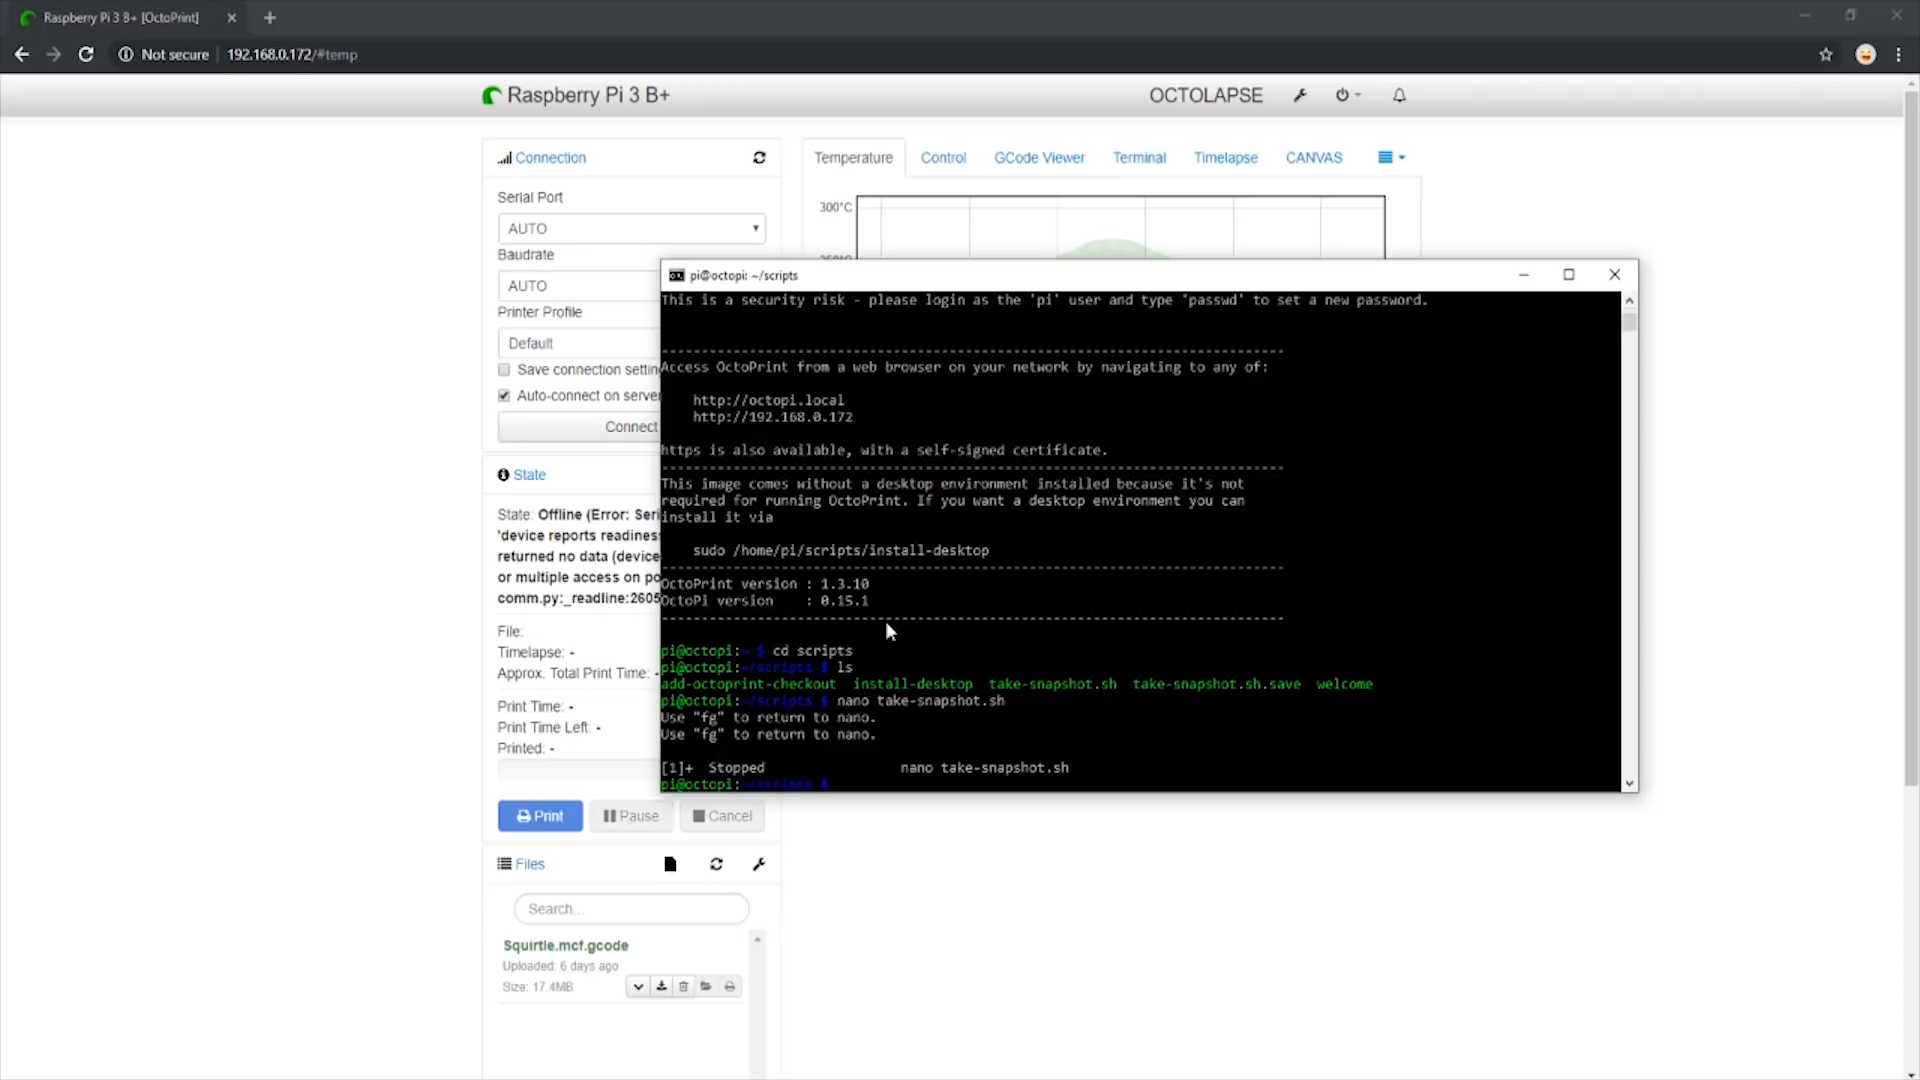 Raspberry Pi 3 B+ [OctoPrint]
Not secure 192.168.0.172/#temp
Raspberry Pi 3 B+
OCTOLAPSE
Connection
Serial Port
AUTO
Baudrate
AUTO
Printer Profile
Default
Save connection settin
Auto-connect on server
Connect
State
State: Offline (Error: Seri
'device reports readiness
returned no data (device
or multiple access on po
comm.py:_readline:2605
File:
Timelapse: -
Approx. Total Print Time: -
Print Time: -
Print Time Left: -
Printed: -
Print Pause Cancel
Files
Search...
Squirtle.mcf.gcode
Uploaded: 6 days ago
Size: 17.4MB
Temperature Control GCode Viewer Terminal Timelapse CANVAS
300°C
pi@octopi: ~/scripts
This is a security risk - please login as the 'pi' user and type 'passwd' to set a new password.
------------------------------------------------------------------------------
Access OctoPrint from a web browser on your network by navigating to any of:
http://octopi.local
http://192.168.0.172
https is also available, with a self-signed certificate.
------------------------------------------------------------------------------
This image comes without a desktop environment installed because it's not
required for running OctoPrint. If you want a desktop environment you can
install it via
sudo /home/pi/scripts/install-desktop
------------------------------------------------------------------------------
OctoPrint version : 1.3.10
OctoPi version : 0.15.1
------------------------------------------------------------------------------
pi@octopi:~ $ cd scripts
pi@octopi:~/scripts $ ls
add-octoprint-checkout install-desktop take-snapshot.sh take-snapshot.sh.save welcome
pi@octopi:~/scripts $ nano take-snapshot.sh
Use "fg" to return to nano.
Use "fg" to return to nano.
[1]+ Stopped nano take-snapshot.sh
pi@octopi:~/scripts $